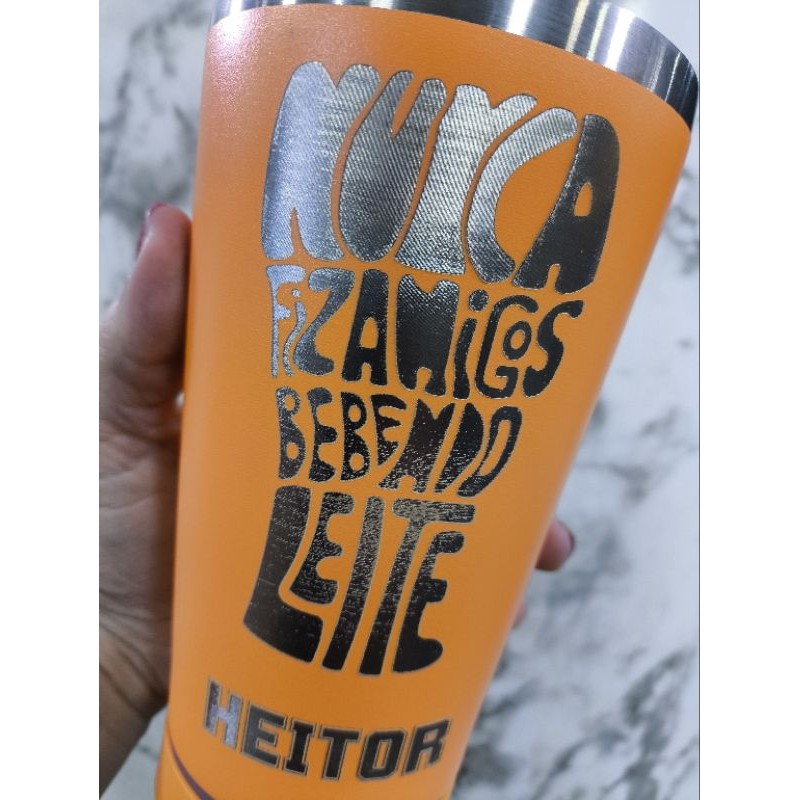 NUNCA
FIZ AMiGOS
BEBENDO
LEITE
HEITOR